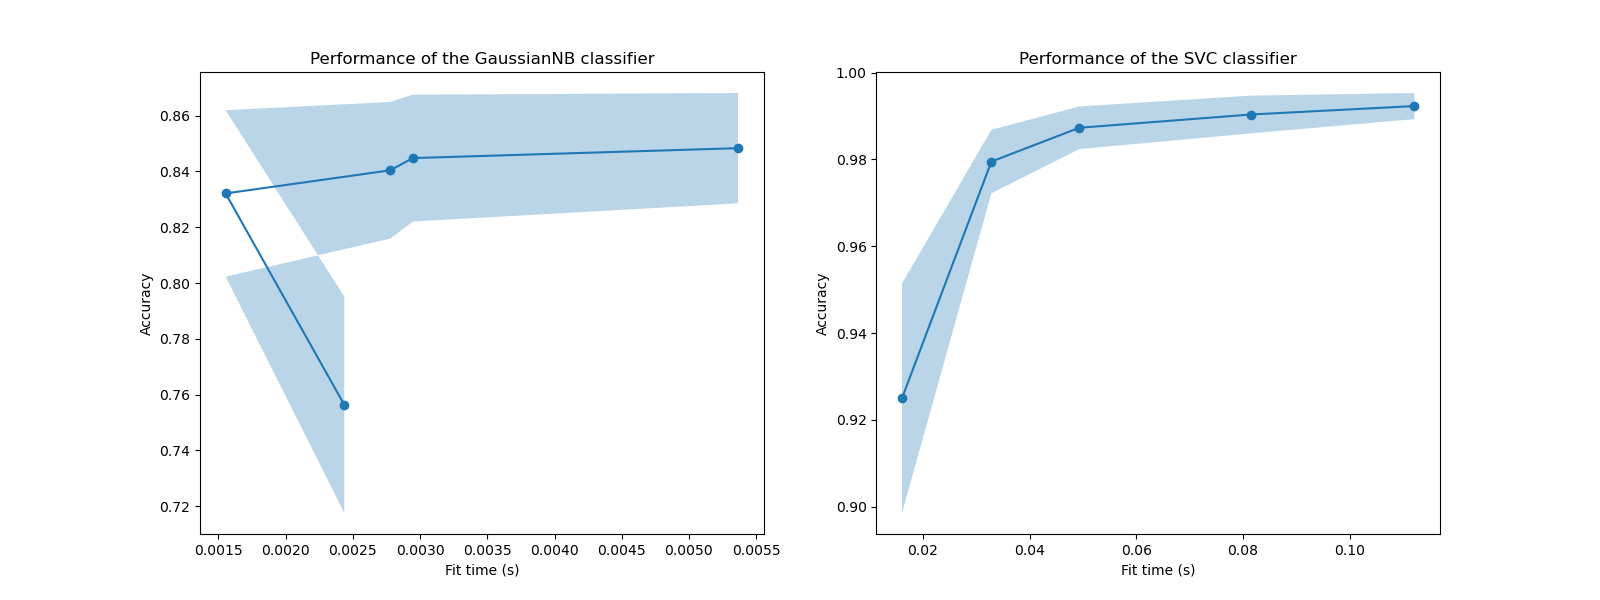 Performance of the GaussianNB classifier
0.86
0.84
0.82
0.80
0.78
0.76
0.74
0.72
Accuracy
0.0015 0.0020 0.0025 0.0030 0.0035 0.0040 0.0045 0.0050 0.0055
Fit time (s)
Performance of the SVC classifier
1.00
0.98
0.96
0.94
0.92
0.90
Accuracy
0.02 0.04 0.06 0.08 0.10
Fit time (s)